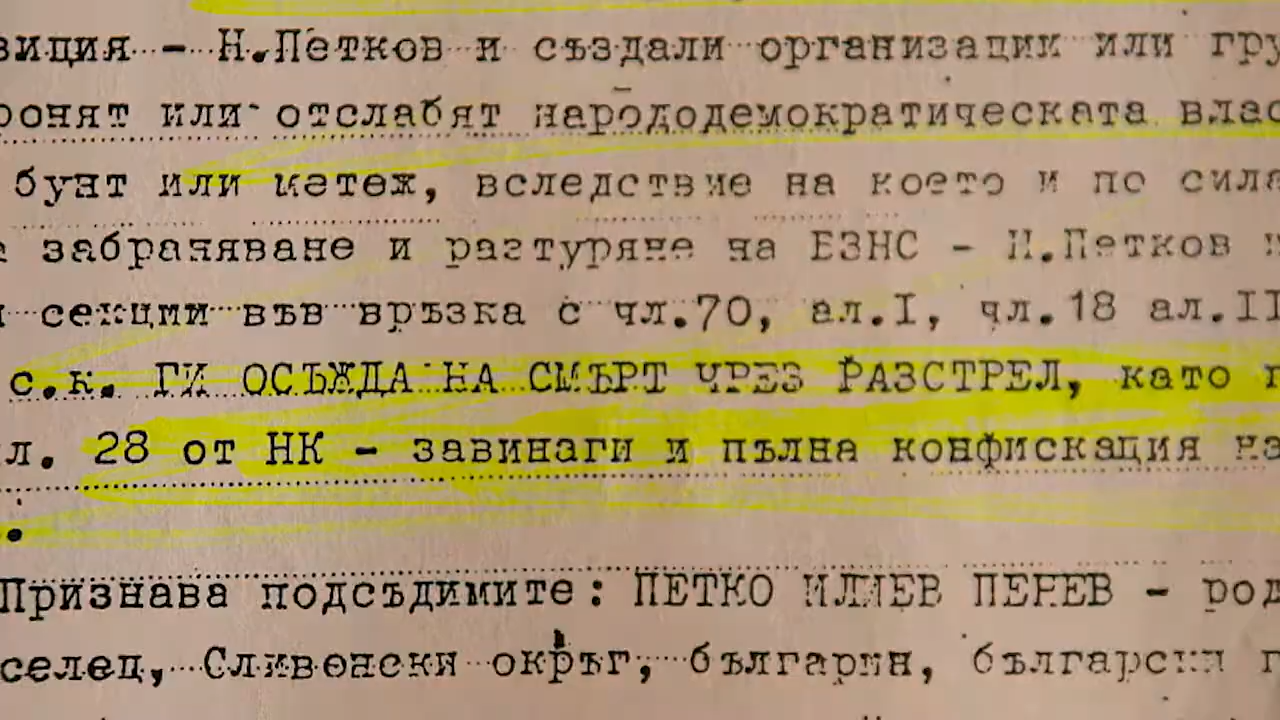 зиция - Н.Петков и създали организации или гру
ронят или отслабят народодемократическата влас
бунт или метеж, вследствие на което и по сила
забраняване и разтуряне на БЗНС - Н.Петков
секции във връзка с чл.70, ал.I, чл.18 ал.II
с.к. ГИ ОСЪЖДА НА СМЪРТ ЧРЕЗ РАЗСТРЕЛ, като
л. 28 от НК - завинаги и пълна конфискация на
.
Признава подсъдимите: ПЕТКО ИЛИЕВ ПЕНЕВ - род
селец, Сливенски окръг, българин, български г